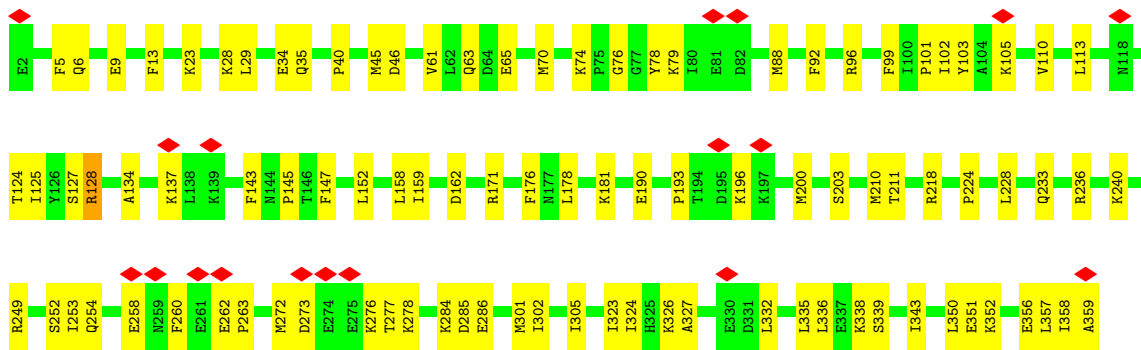 E2 F5 Q6 E9 F13 K23 K28 L29 E34 Q35 P40 M45 D46 V61 L62 Q63 D64 E65 M70 K74 P75 G76 G77 Y78 K79 I80 E81 D82 M88 F92 R96 F99 I100 P101 I102 Y103 A104 K105 V110 L113 N118
T124 I125 Y126 S127 R128 A134 K137 L138 K139 F143 N144 P145 T146 F147 L152 L158 I159 D162 R171 F176 N177 L178 K181 E190 P193 T194 D195 K196 K197 M200 S203 M210 T211 R218 P224 L228 Q233 R236 K240
R249 S252 I253 Q254 E258 N259 F260 E261 E262 P263 M272 D273 E274 E275 K276 T277 K278 K284 D285 E286 M301 I302 I305 I323 I324 H325 K326 A327 E330 D331 L332 L335 L336 E337 K338 S339 I343 L350 E351 K352 E356 L357 I358 A359